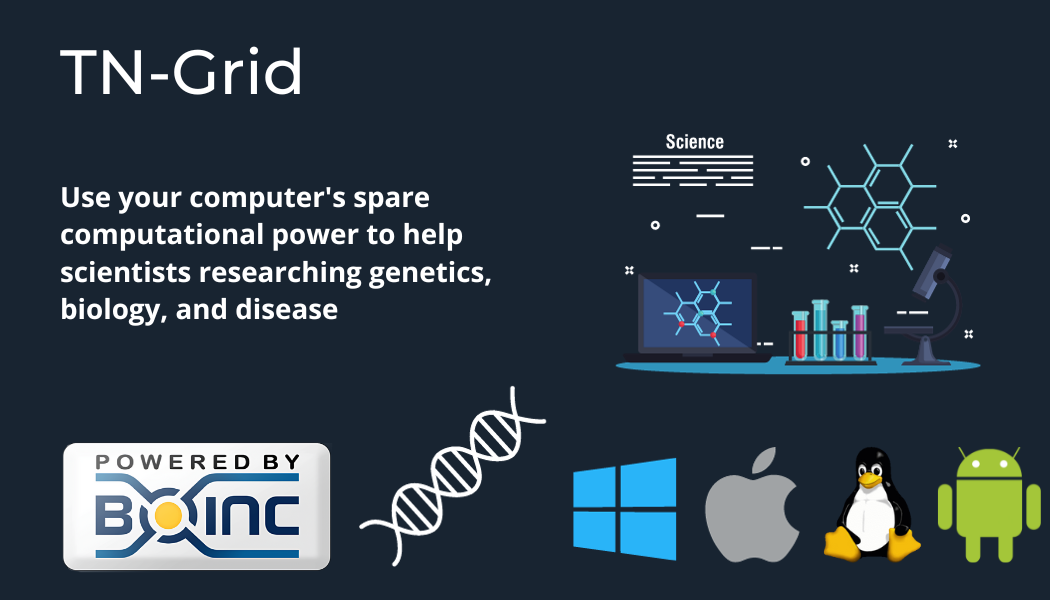 TN-Grid
Science
Use your computer's spare
computational power to help
scientists researching genetics,
biology, and disease
POWERED BY
BOINC